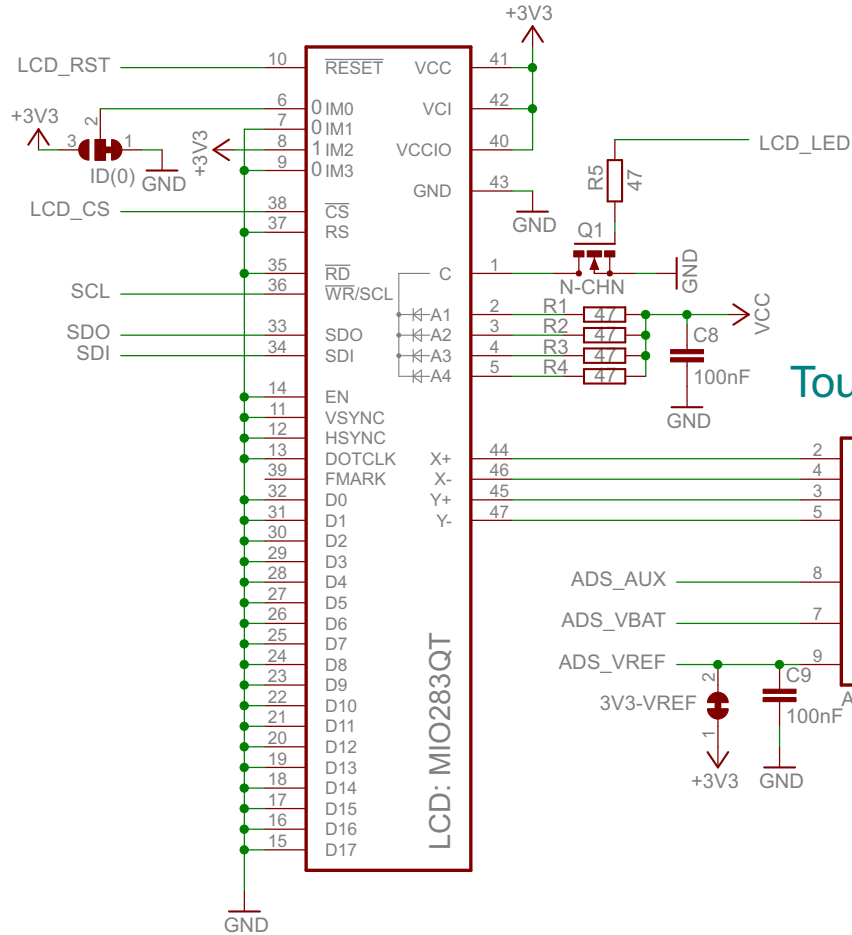 +3V3
LCD_RST 10 RESET VCC 41
+3V3 2 6 0 IM0 VCI 42
3 1 7 0 IM1
+3V3 8 1 IM2 VCCIO 40 LCD_LED
ID(0) GND 9 0 IM3
R5 47
GND 43
LCD_CS 38 CS GND
37 RS Q1
35 RD C 1 GND
SCL 36 WR/SCL N-CHN
A1 2 R1 47 VCC
SDO 33 SDO A2 3 R2 47 C8
SDI 34 SDI A3 4 R3 47
A4 5 R4 47 100nF
Tou
14 EN
11 VSYNC GND
12 HSYNC
13 DOTCLK X+ 44 2
39 FMARK X- 46 4
32 D0 Y+ 45 3
31 D1 Y- 47 5
30 D2
29 D3
28 D4 ADS_AUX 8
27 D5
26 D6 ADS_VBAT 7
25 D7
24 D8 ADS_VREF 9
23 D9 2 C9
22 D10 3V3-VREF 100nF A
21 D11 1
20 D12
19 D13 +3V3 GND
18 D14
17 D15
16 D16
15 D17
LCD: MIO283QT
GND